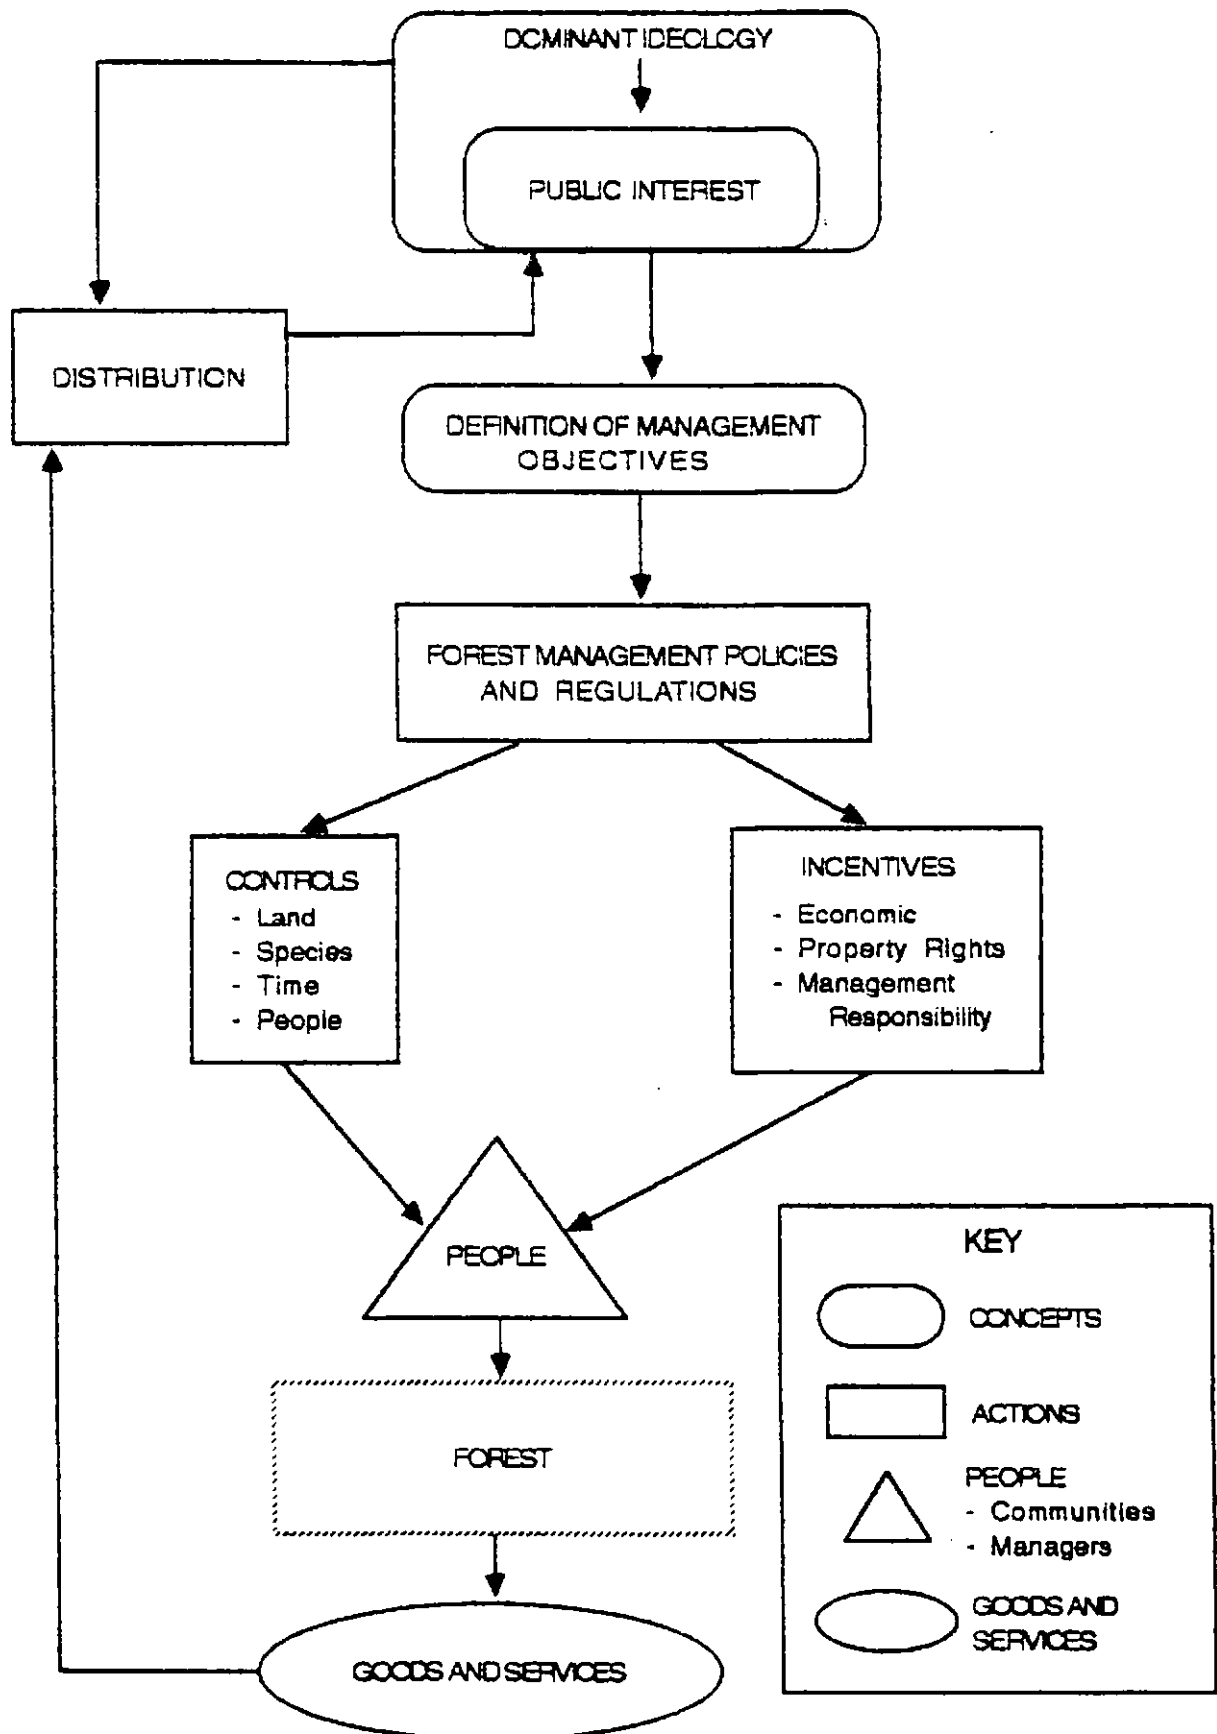 DOMINANT IDEOLOGY
PUBLIC INTEREST
DISTRIBUTION
DEFINITION OF MANAGEMENT
OBJECTIVES
FOREST MANAGEMENT POLICIES
AND REGULATIONS
CONTROLS
- Land
- Species
- Time
- People
INCENTIVES
- Economic
- Property Rights
- Management
Responsibility
PEOPLE
FOREST
GOODS AND SERVICES
KEY
CONCEPTS
ACTIONS
PEOPLE
- Communities
- Managers
GOODS AND
SERVICES